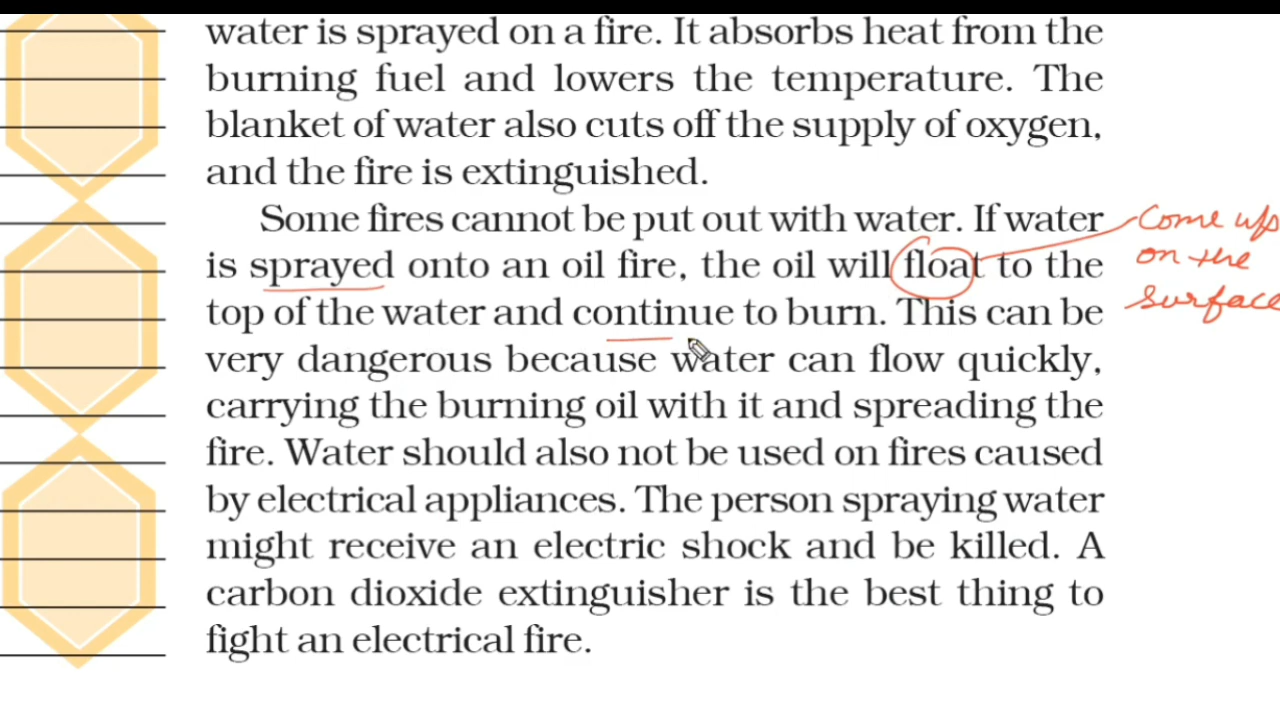 water is sprayed on a fire. It absorbs heat from the
burning fuel and lowers the temperature. The
blanket of water also cuts off the supply of oxygen,
and the fire is extinguished.
Some fires cannot be put out with water. If water
is sprayed onto an oil fire, the oil will float to the
top of the water and continue to burn. This can be
very dangerous because water can flow quickly,
carrying the burning oil with it and spreading the
fire. Water should also not be used on fires caused
by electrical appliances. The person spraying water
might receive an electric shock and be killed. A
carbon dioxide extinguisher is the best thing to
fight an electrical fire.
Come up
on the
surface